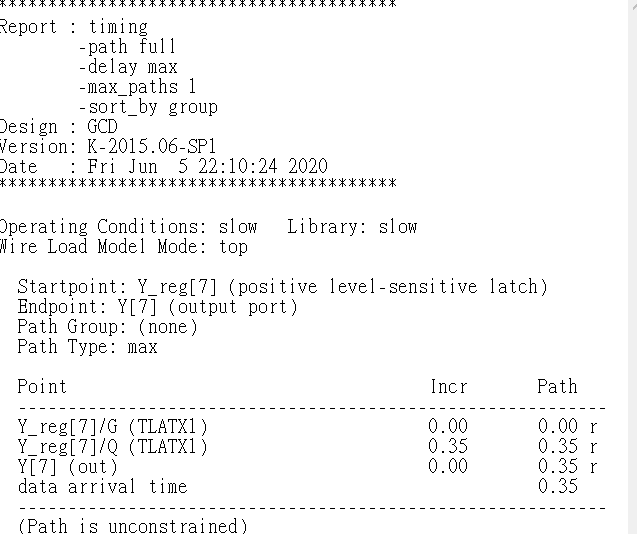 ****************************************
Report : timing
-path full
-delay max
-max_paths 1
-sort_by group
Design : GCD
Version: K-2015.06-SP1
Date : Fri Jun 5 22:10:24 2020
****************************************
Operating Conditions: slow Library: slow
Wire Load Model Mode: top
Startpoint: Y_reg[7] (positive level-sensitive latch)
Endpoint: Y[7] (output port)
Path Group: (none)
Path Type: max
Point Incr Path
-----------------------------------------------------------
Y_reg[7]/G (TLATX1) 0.00 0.00 r
Y_reg[7]/Q (TLATX1) 0.35 0.35 r
Y[7] (out) 0.00 0.35 r
data arrival time 0.35
-----------------------------------------------------------
(Path is unconstrained)